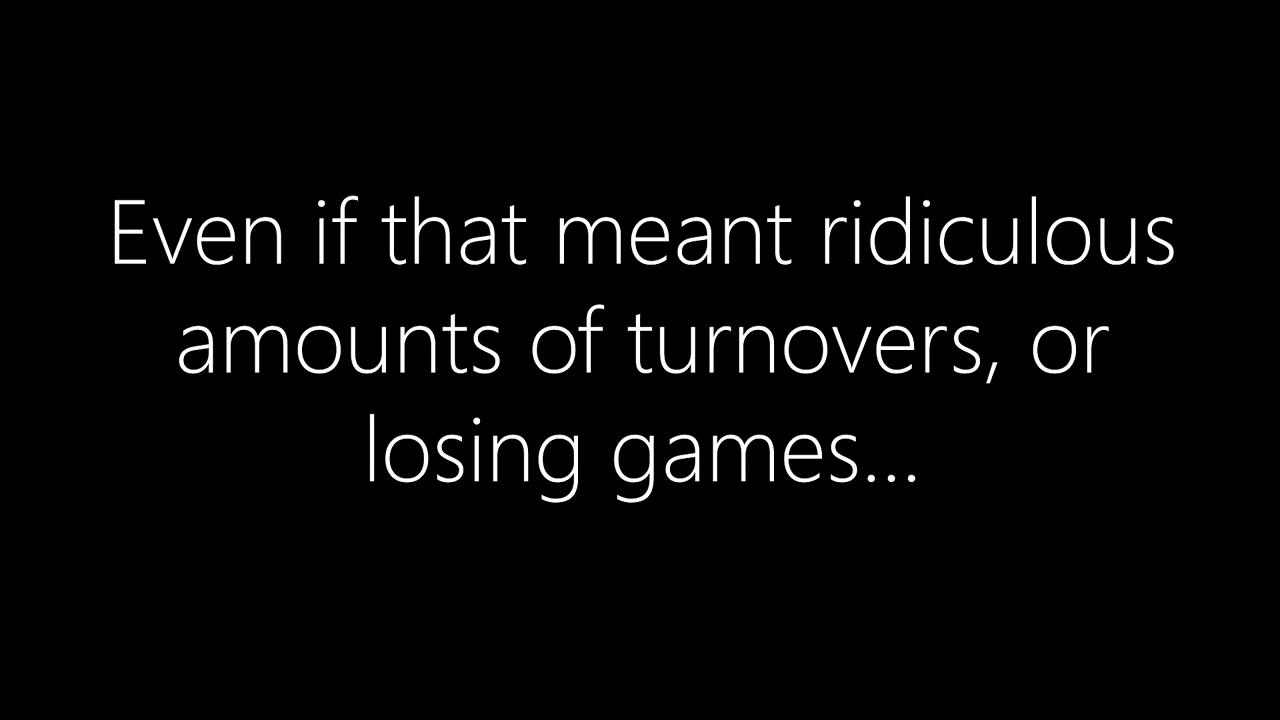 Even if that meant ridiculous
amounts of turnovers, or
losing games...